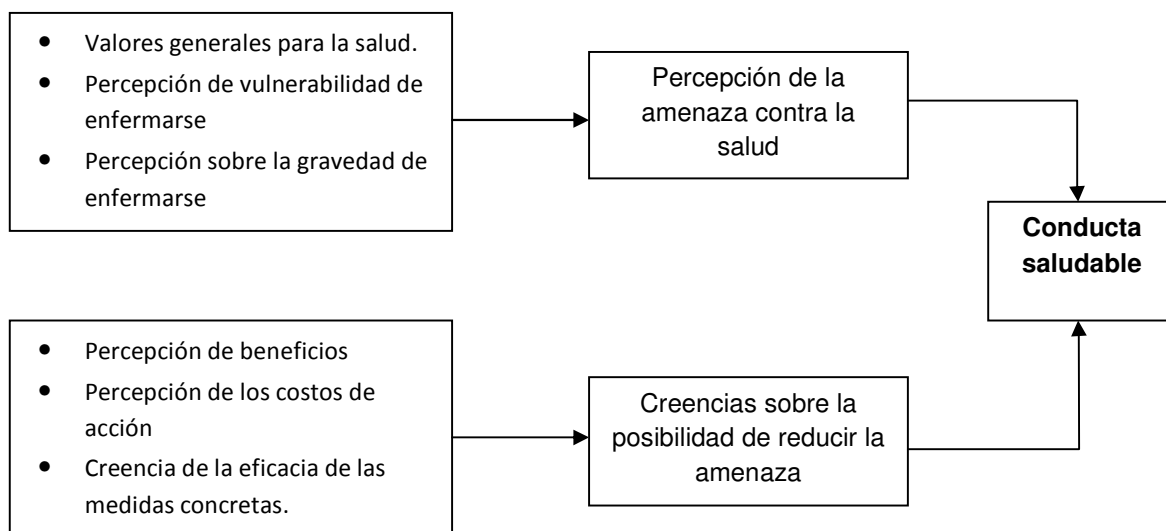 • Valores generales para la salud.
• Percepción de vulnerabilidad de
enfermarse
• Percepción sobre la gravedad de
enfermarse
Percepción de la
amenaza contra la
salud
Conducta
saludable
• Percepción de beneficios
• Percepción de los costos de
acción
• Creencia de la eficacia de las
medidas concretas.
Creencias sobre la
posibilidad de reducir la
amenaza